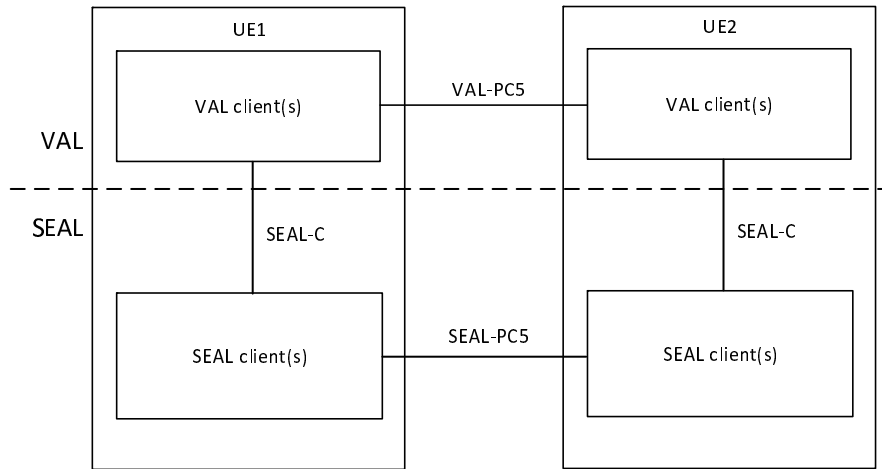 UE1
UE2
VAL client(s)
VAL-PC5
VAL client(s)
VAL
SEAL
SEAL-C
SEAL-C
SEAL-PC5
SEAL client(s)
SEAL client(s)